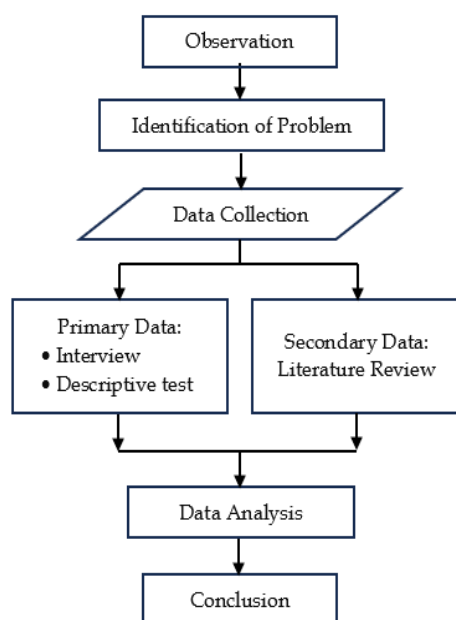 Observation
Identification of Problem
Data Collection
Primary Data:
• Interview
• Descriptive test
Secondary Data:
Literature Review
Data Analysis
Conclusion